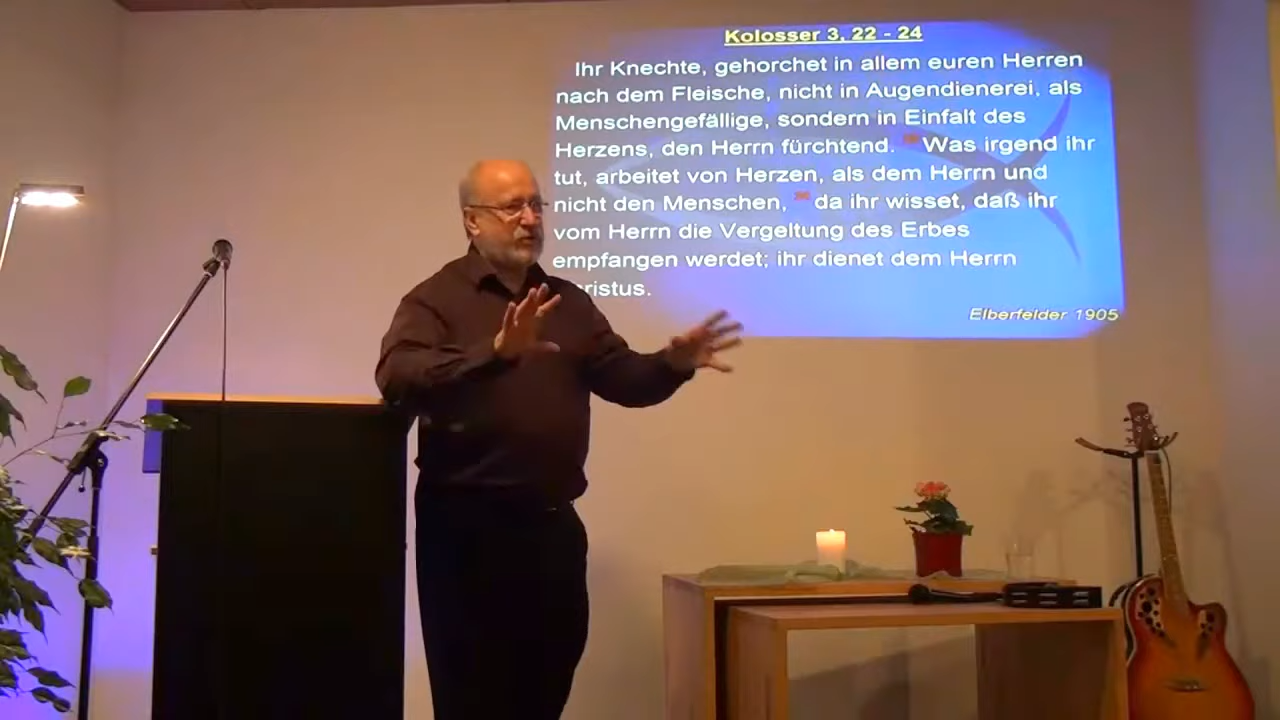 Kolosser 3, 22 - 24
Ihr Knechte, gehorchet in allem euren Herren
nach dem Fleische, nicht in Augendienerei, als
Menschengefällige, sondern in Einfalt des
Herzens, den Herrn fürchtend. Was irgend ihr
tut, arbeitet von Herzen, als dem Herrn und
nicht den Menschen, da ihr wisset, daß ihr
vom Herrn die Vergeltung des Erbes
empfangen werdet; ihr dienet dem Herrn
ristus.
Elberfelder 1905